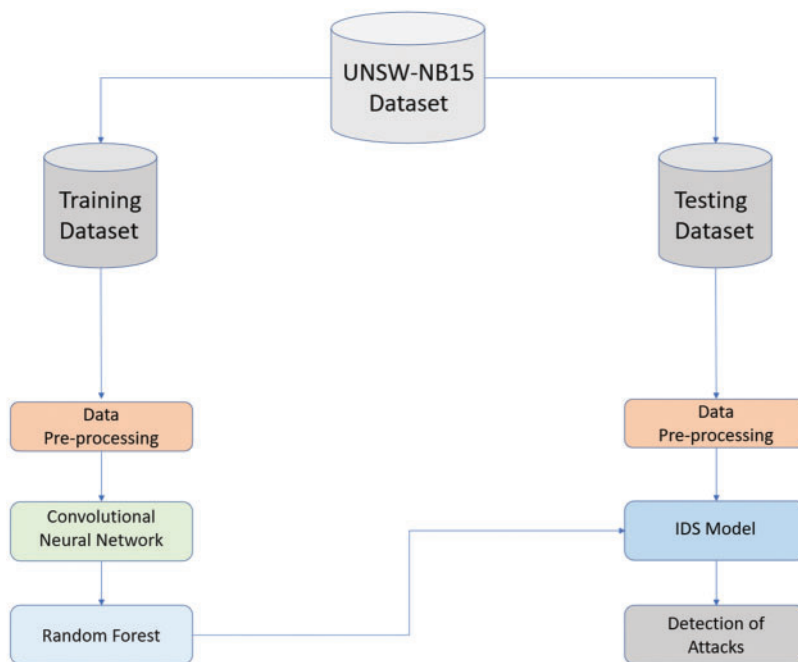 UNSW-NB15
Dataset
Training
Dataset
Testing
Dataset
Data
Pre-processing
Data
Pre-processing
Convolutional
Neural Network
IDS Model
Random Forest
Detection of
Attacks